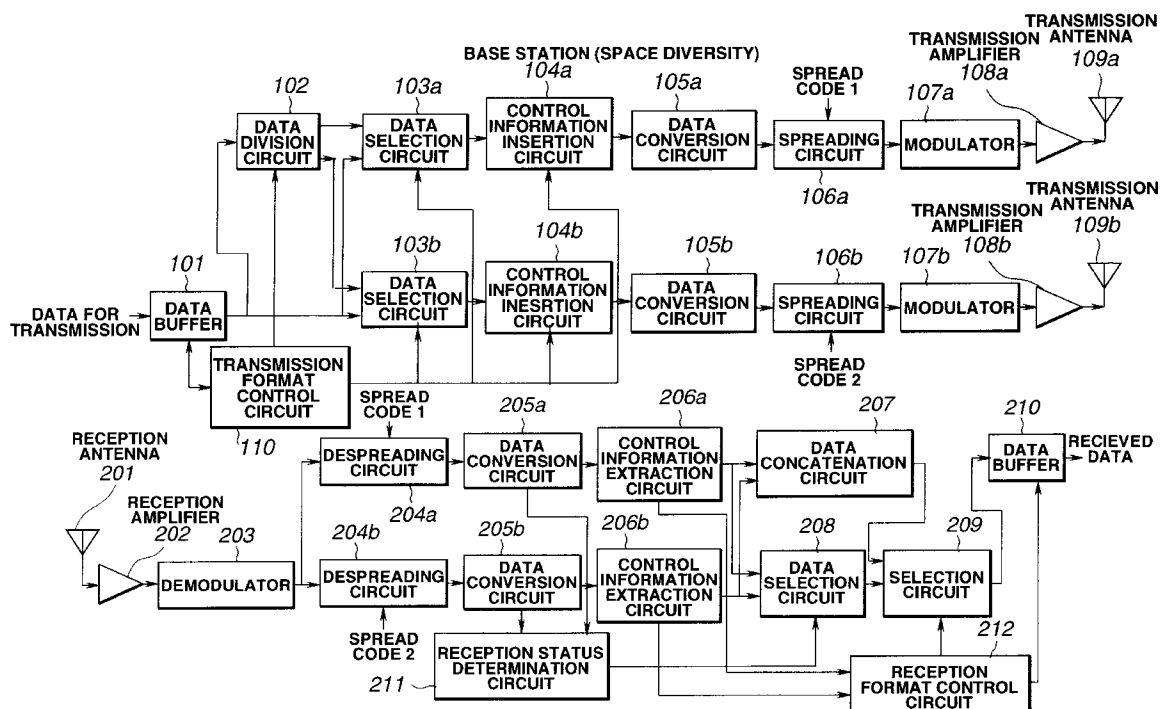 BASE STATION (SPACE DIVERSITY)
TRANSMISSION
ANTENNA
109a
TRANSMISSION
AMPLIFIER
108a
102
DATA
DIVISION
CIRCUIT
103a
DATA
SELECTION
CIRCUIT
104a
CONTROL
INFORMATION
INSERTION
CIRCUIT
105a
DATA
CONVERSION
CIRCUIT
SPREAD
CODE 1
SPREADING
CIRCUIT
106a
107a
MODULATOR
TRANSMISSION
ANTENNA
109b
TRANSMISSION
AMPLIFIER
108b
DATA FOR
TRANSMISSION
101
DATA
BUFFER
103b
DATA
SELECTION
CIRCUIT
104b
CONTROL
INFORMATION
INESRTION
CIRCUIT
105b
DATA
CONVERSION
CIRCUIT
106b
SPREADING
CIRCUIT
SPREAD
CODE 2
107b
MODULATOR
TRANSMISSION
FORMAT
CONTROL
CIRCUIT
110
RECEPTION
ANTENNA
201
RECEPTION
AMPLIFIER
202
203
DEMODULATOR
SPREAD
CODE 1
DESPREADING
CIRCUIT
204a
205a
DATA
CONVERSION
CIRCUIT
206a
CONTROL
INFORMATION
EXTRACTION
CIRCUIT
207
DATA
CONCATENATION
CIRCUIT
210
DATA
BUFFER
RECIEVED
DATA
204b
DESPREADING
CIRCUIT
SPREAD
CODE 2
205b
DATA
CONVERSION
CIRCUIT
206b
CONTROL
INFORMATION
EXTRACTION
CIRCUIT
208
DATA
SELECTION
CIRCUIT
209
SELECTION
CIRCUIT
211
RECEPTION STATUS
DETERMINATION
CIRCUIT
212
RECEPTION
FORMAT CONTROL
CIRCUIT